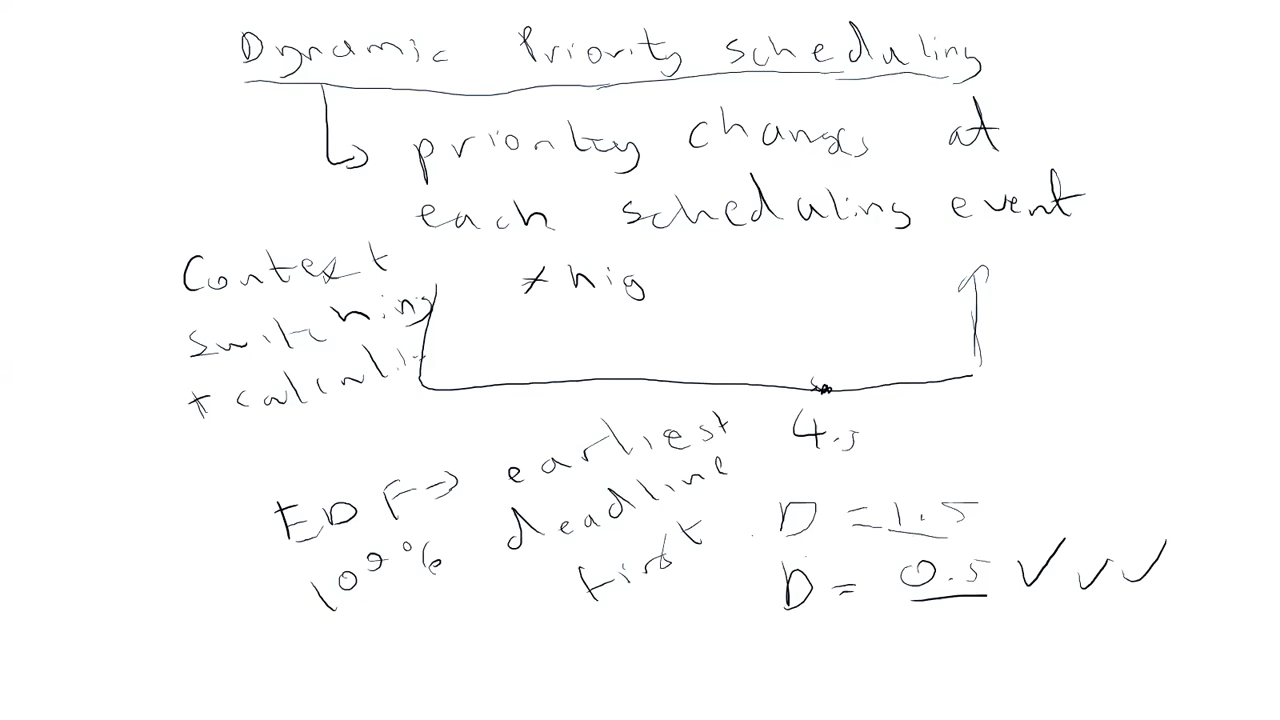 Dynamic Priority scheduling
priority changes at
each scheduling event
Context
switching
+ calculati
≠ hig
4.5
EDF → earliest
deadline
first
100%
D = 1.5
D = 0.5 ✓ ✓ ✓